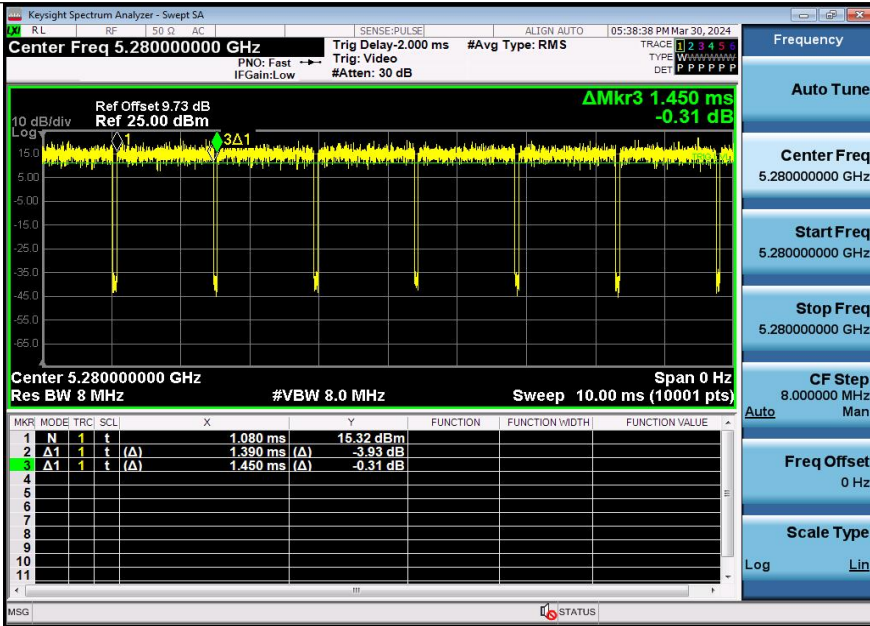 Keysight Spectrum Analyzer - Swept SA
LXI RL RF 50 Ω AC SENSE:PULSE ALIGN AUTO 05:38:38 PM Mar 30, 2024
Center Freq 5.280000000 GHz
PNO: Fast
IFGain:Low
Trig Delay-2.000 ms
Trig: Video
#Atten: 30 dB
#Avg Type: RMS
TRACE 1 2 3 4 5 6
TYPE WWWWWW
DET P P P P P P
Ref Offset 9.73 dB
10 dB/div Ref 25.00 dBm
ΔMkr3 1.450 ms
-0.31 dB
Log
1
3Δ1
15.0
5.00
-5.00
-15.0
-25.0
-35.0
-45.0
-55.0
-65.0
Center 5.280000000 GHz Span 0 Hz
Res BW 8 MHz #VBW 8.0 MHz Sweep 10.00 ms (10001 pts)
MKR MODE TRC SCL X Y FUNCTION FUNCTION WIDTH FUNCTION VALUE
1 N 1 t 1.080 ms 15.32 dBm
2 Δ1 1 t (Δ) 1.390 ms (Δ) -3.93 dB
3 Δ1 1 t (Δ) 1.450 ms (Δ) -0.31 dB
4
5
6
7
8
9
10
11
MSG STATUS
Frequency
Auto Tune
Center Freq
5.280000000 GHz
Start Freq
5.280000000 GHz
Stop Freq
5.280000000 GHz
CF Step
8.000000 MHz
Auto Man
Freq Offset
0 Hz
Scale Type
Log Lin